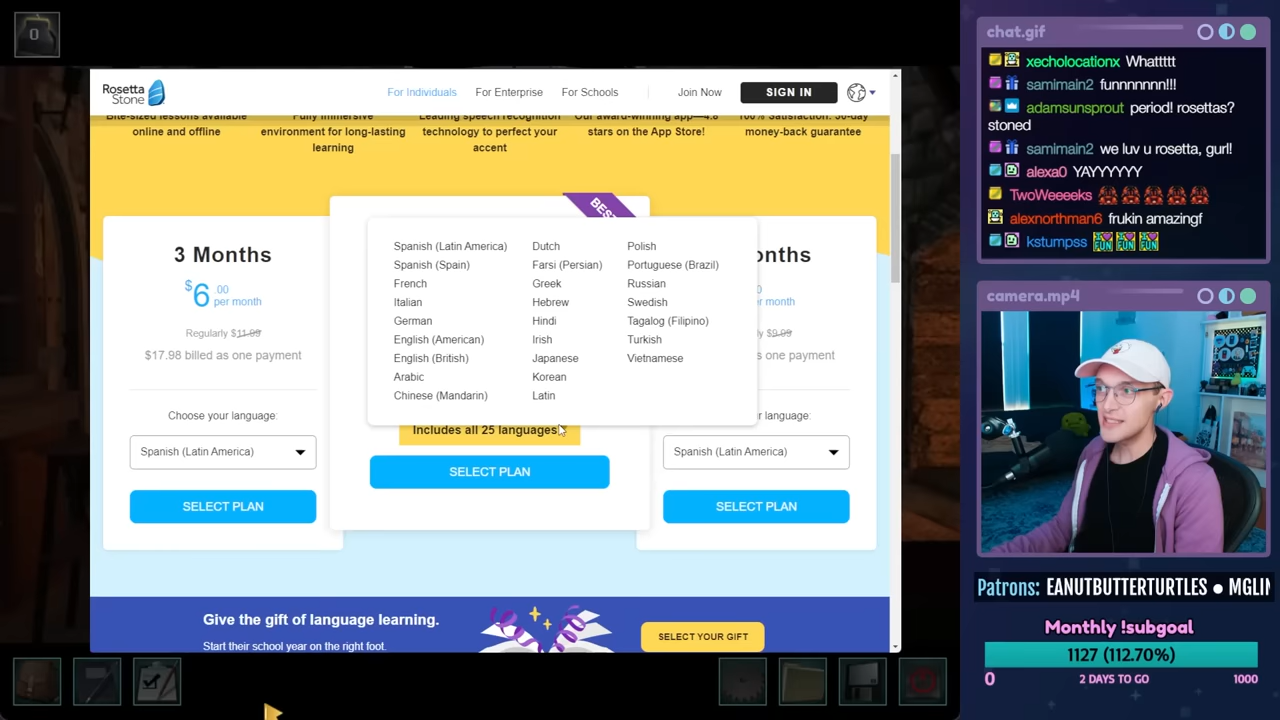 0
Rosetta
Stone
For Individuals
For Enterprise
For Schools
Join Now
SIGN IN
Bite-sized lessons available
online and offline
Fully immersive
environment for long-lasting
learning
Leading speech recognition
technology to perfect your
accent
Our award-winning app—4.8
stars on the App Store!
100% Satisfaction: 30-day
money-back guarantee
3 Months
$6.00
per month
Regularly $11.99
$17.98 billed as one payment
Choose your language:
Spanish (Latin America)
SELECT PLAN
BES
Spanish (Latin America)
Spanish (Spain)
French
Italian
German
English (American)
English (British)
Arabic
Chinese (Mandarin)
Dutch
Farsi (Persian)
Greek
Hebrew
Hindi
Irish
Japanese
Korean
Latin
Polish
Portuguese (Brazil)
Russian
Swedish
Tagalog (Filipino)
Turkish
Vietnamese
Includes all 25 languages
SELECT PLAN
onths
month
$9.99
s one payment
r language:
Spanish (Latin America)
SELECT PLAN
Give the gift of language learning.
Start their school year on the right foot.
SELECT YOUR GIFT
chat.gif
xecholocationx Whattttt
samimain2 funnnnnnn!!!
adamsunsprout period! rosettas?
stoned
samimain2 we luv u rosetta, gurl!
alexa0 YAYYYYYY
TwoWeeeeks
alexnorthman6 frukin amazingf
kstumpss FUN FUN FUN
camera.mp4
Patrons: EANUTBUTTERTURTLES ● MGLIN
Monthly !subgoal
1127 (112.70%)
0 2 DAYS TO GO 1000